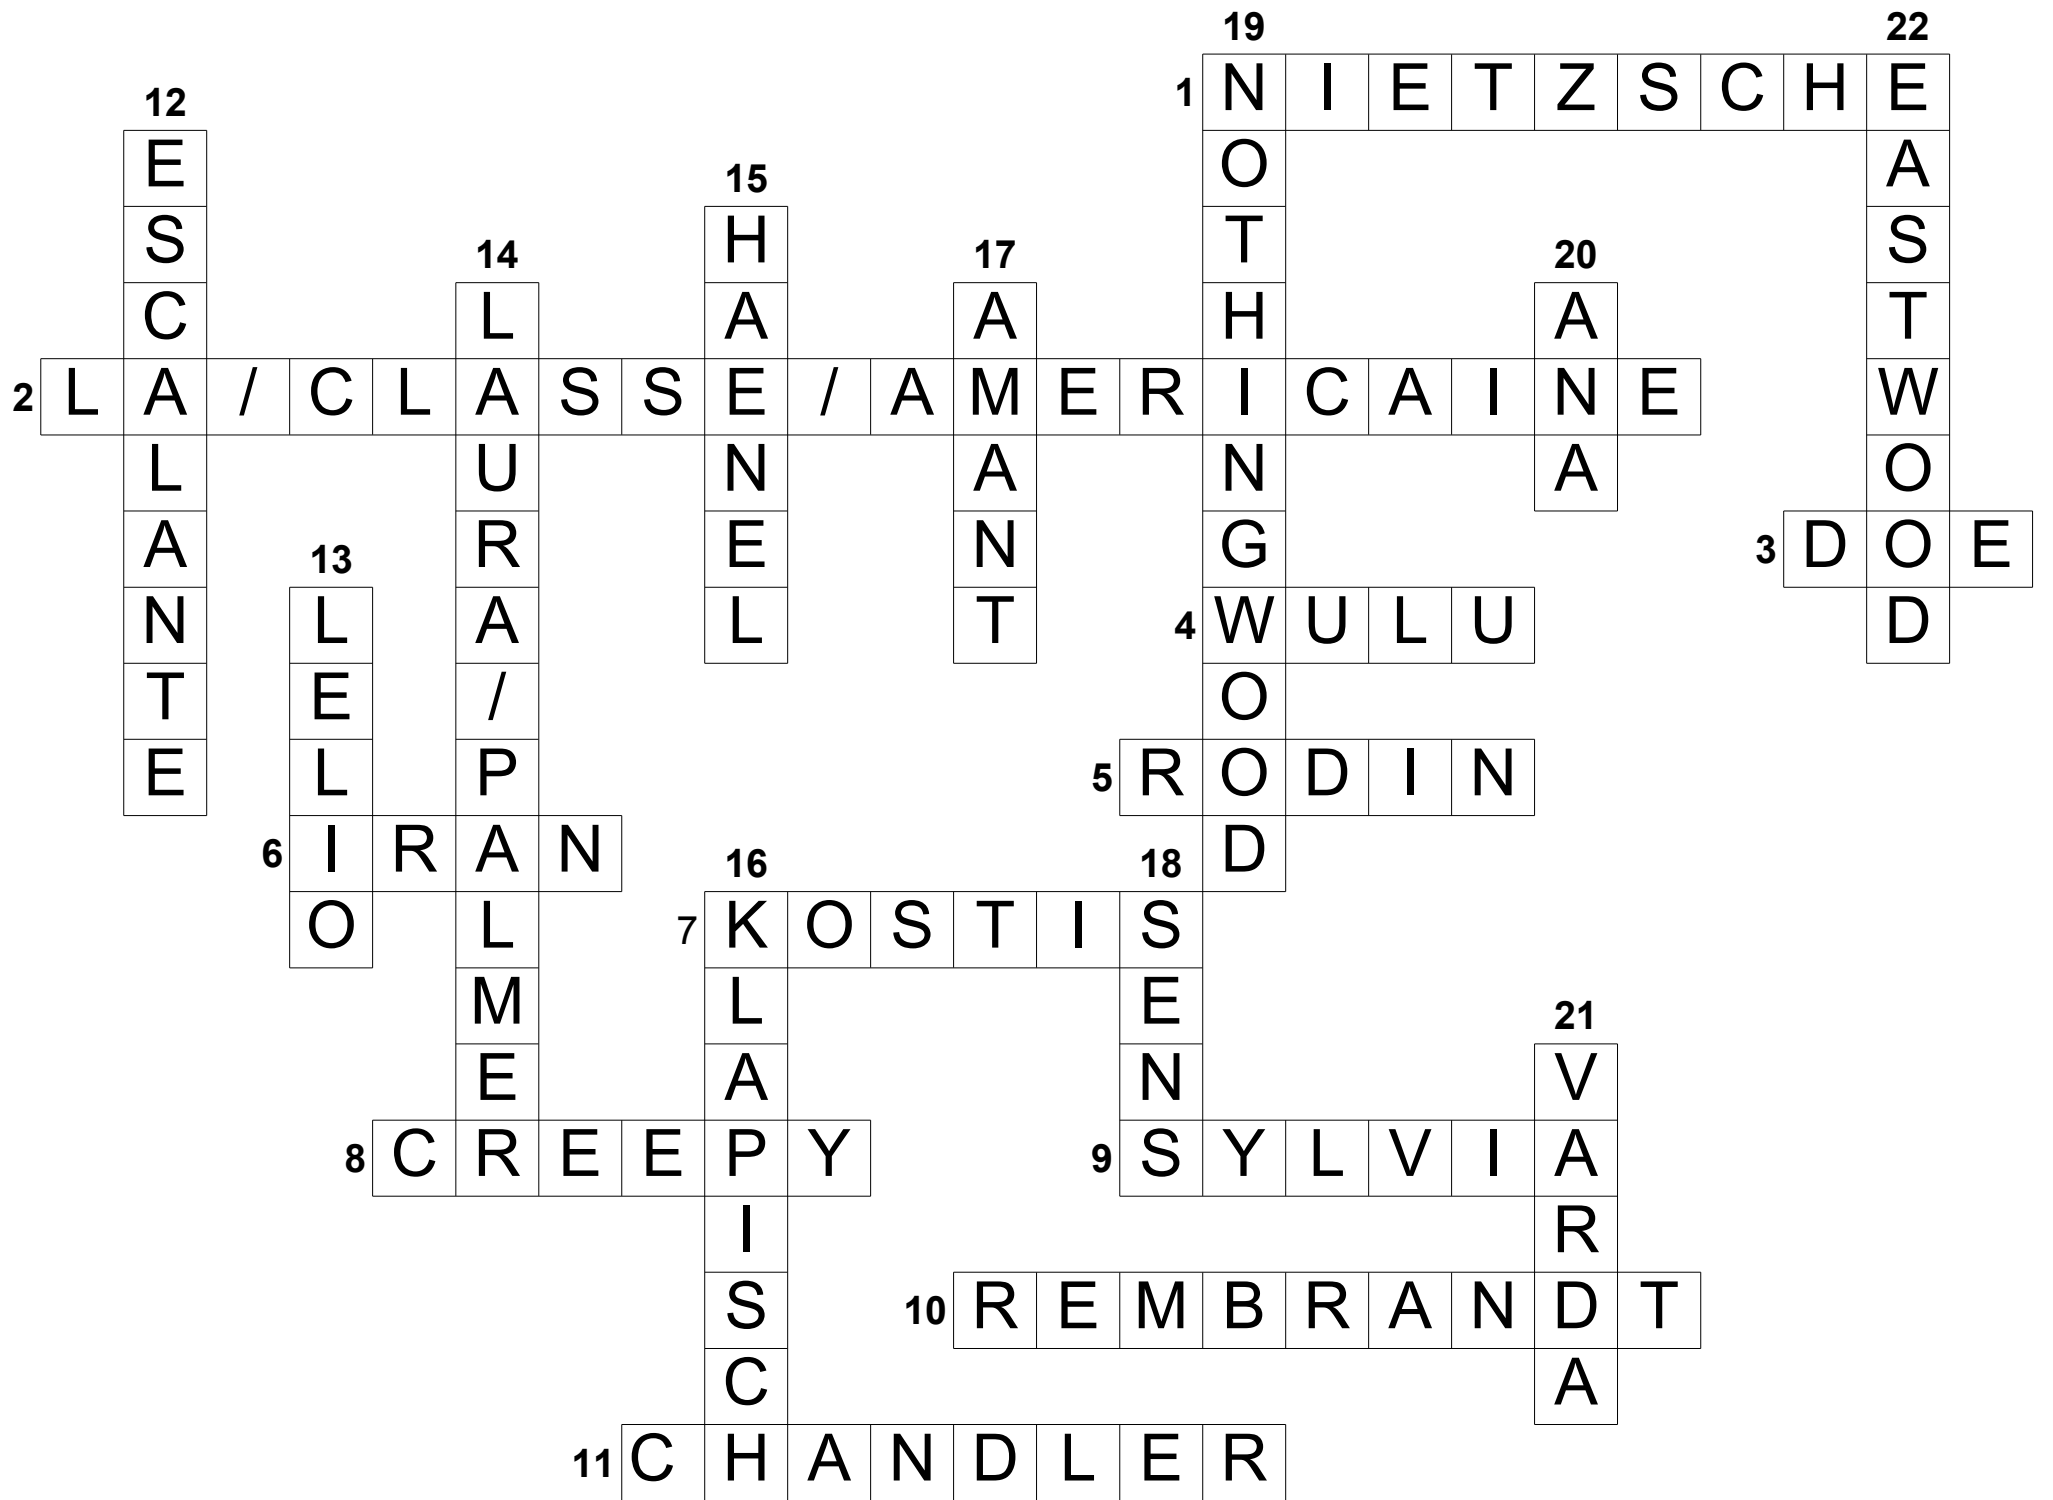 19 22
1 NIETZSCHE
12
15
14 17 20
2 LA/CLASSE/AMERICAINE
13
3 DOE
4 WULU
5 RODIN
6 IRAN
16 18
7 KOSTIS
21
8 CREEPY
9 SYLVIA
10 REMBRANDT
11 CHANDLER
ESCALANTE
LELIO
LAURA/PALMER
HAENEL
KLAPISCH
AMANT
SENS
NOTHINGWOOD
ANA
VARDA
EASTWOOD